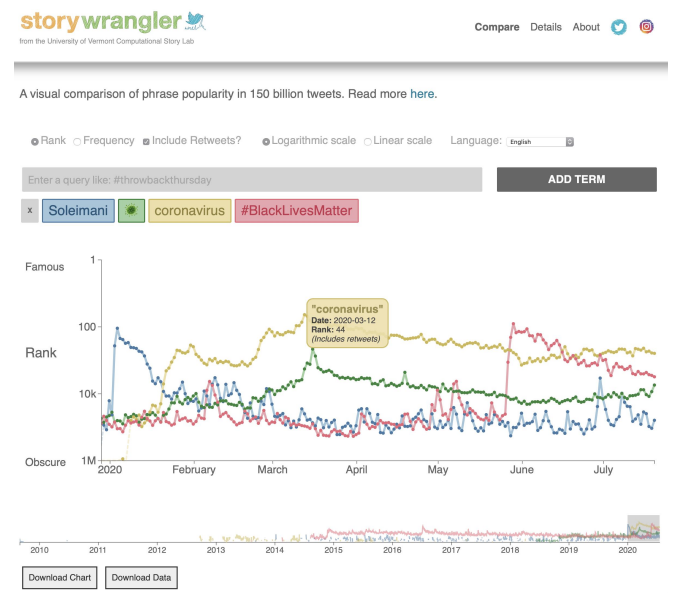 storywrangler
from the University of Vermont Computational Story Lab
Compare Details About
A visual comparison of phrase popularity in 150 billion tweets. Read more here.
Rank Frequency Include Retweets? Logarithmic scale Linear scale Language: English
Enter a query like: #throwbackthursday
ADD TERM
x Soleimani coronavirus #BlackLivesMatter
Famous
1
"coronavirus"
Date: 2020-03-12
Rank: 44
(Includes retweets)
100
Rank
10k
Obscure
1M
2020 February March April May June July
2010 2011 2012 2013 2014 2015 2016 2017 2018 2019 2020
Download Chart Download Data